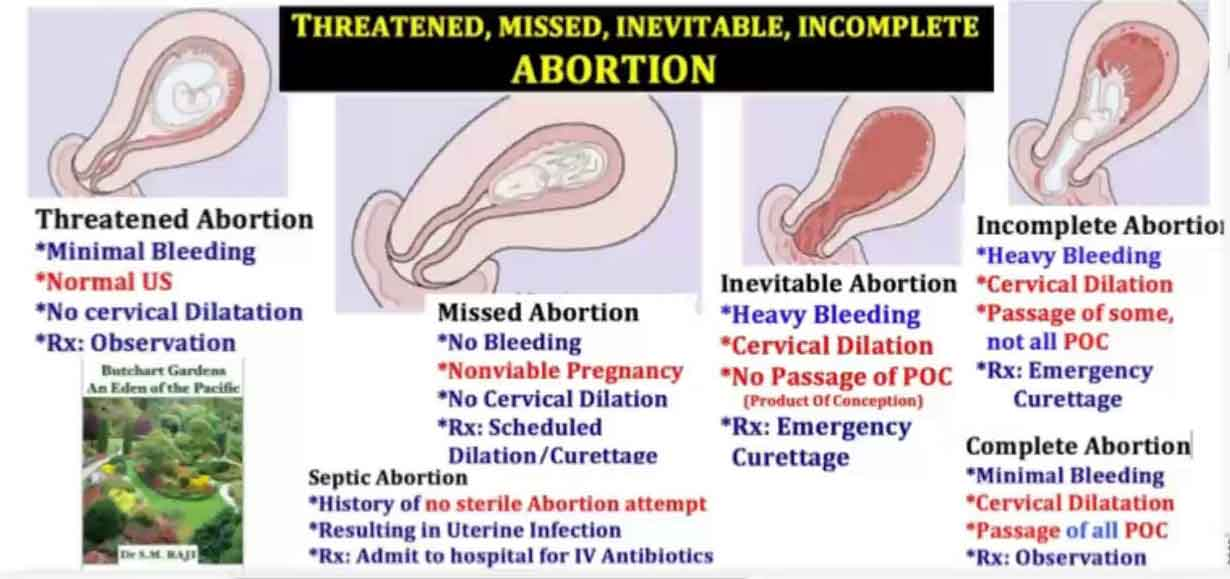 THREATENED, MISSED, INEVITABLE, INCOMPLETE
ABORTION
Threatened Abortion
*Minimal Bleeding
*Normal US
*No cervical Dilatation
*Rx: Observation
Butchart Gardens
An Eden of the Pacific
Dr S.M. RAJI
Missed Abortion
*No Bleeding
*Nonviable Pregnancy
*No Cervical Dilation
*Rx: Scheduled
Dilation/Curettage
Septic Abortion
*History of no sterile Abortion attempt
*Resulting in Uterine Infection
*Rx: Admit to hospital for IV Antibiotics
Inevitable Abortion
*Heavy Bleeding
*Cervical Dilation
*No Passage of POC
(Product Of Conception)
*Rx: Emergency
Curettage
Incomplete Abortion
*Heavy Bleeding
*Cervical Dilation
*Passage of some,
not all POC
*Rx: Emergency
Curettage
Complete Abortion
*Minimal Bleeding
*Cervical Dilatation
*Passage of all POC
*Rx: Observation